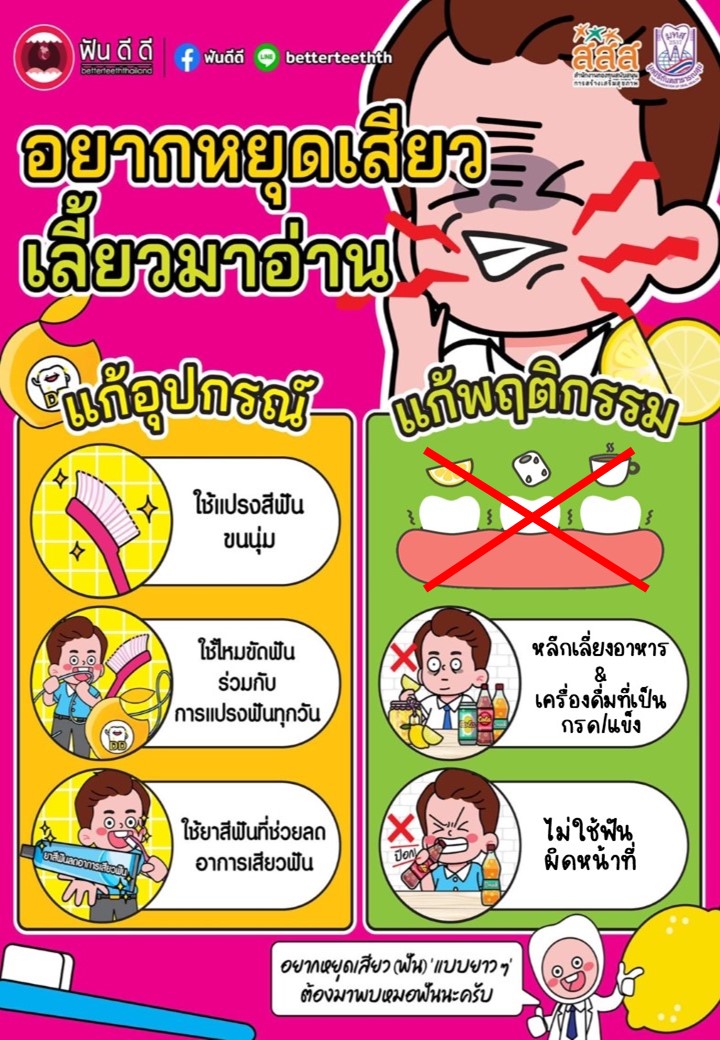 ฟัน ดี ดี
betterteeththailand
ฟันดีดี
betterteethth
สสส
สำนักงานกองทุนสนับสนุน
การสร้างเสริมสุขภาพ
อยากหยุดเสียว
เลี้ยวมาอ่าน
แก้อุปกรณ์
ใช้แปรงสีฟัน
ขนนุ่ม
ใช้ไหมขัดฟัน
ร่วมกับ
การแปรงฟันทุกวัน
DD
ใช้ยาสีฟันที่ช่วยลด
อาการเสียวฟัน
ยาสีฟันลดอาการเสียวฟัน
แก้พฤติกรรม
หลีกเลี่ยงอาหาร
&
เครื่องดื่มที่เป็น
กรด/แข็ง
ไม่ใช้ฟัน
ผิดหน้าที่
ป๊อก!
อยากหยุดเสียว (ฟัน) 'แบบยาว ๆ'
ต้องมาพบหมอฟันนะครับ